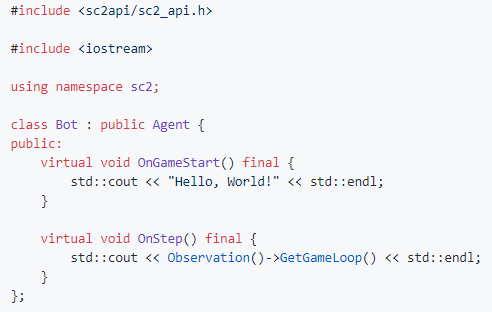 #include <sc2api/sc2_api.h>
#include <iostream>
using namespace sc2;
class Bot : public Agent {
public:
    virtual void OnGameStart() final {
        std::cout << "Hello, World!" << std::endl;
    }
    virtual void OnStep() final {
        std::cout << Observation()->GetGameLoop() << std::endl;
    }
};